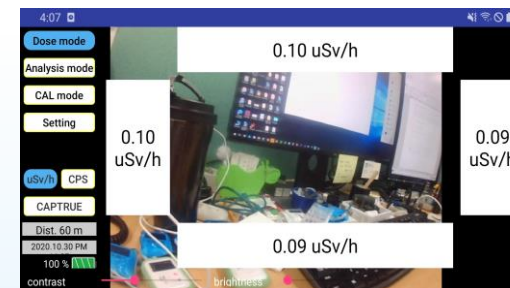 4:07
Dose mode
Analysis mode
CAL mode
Setting
uSv/h
CPS
CAPTRUE
Dist. 60 m
2020.10.30 PM
100 %
contrast
brightness
0.10 uSv/h
0.10
uSv/h
0.09
uSv/h
0.09 uSv/h